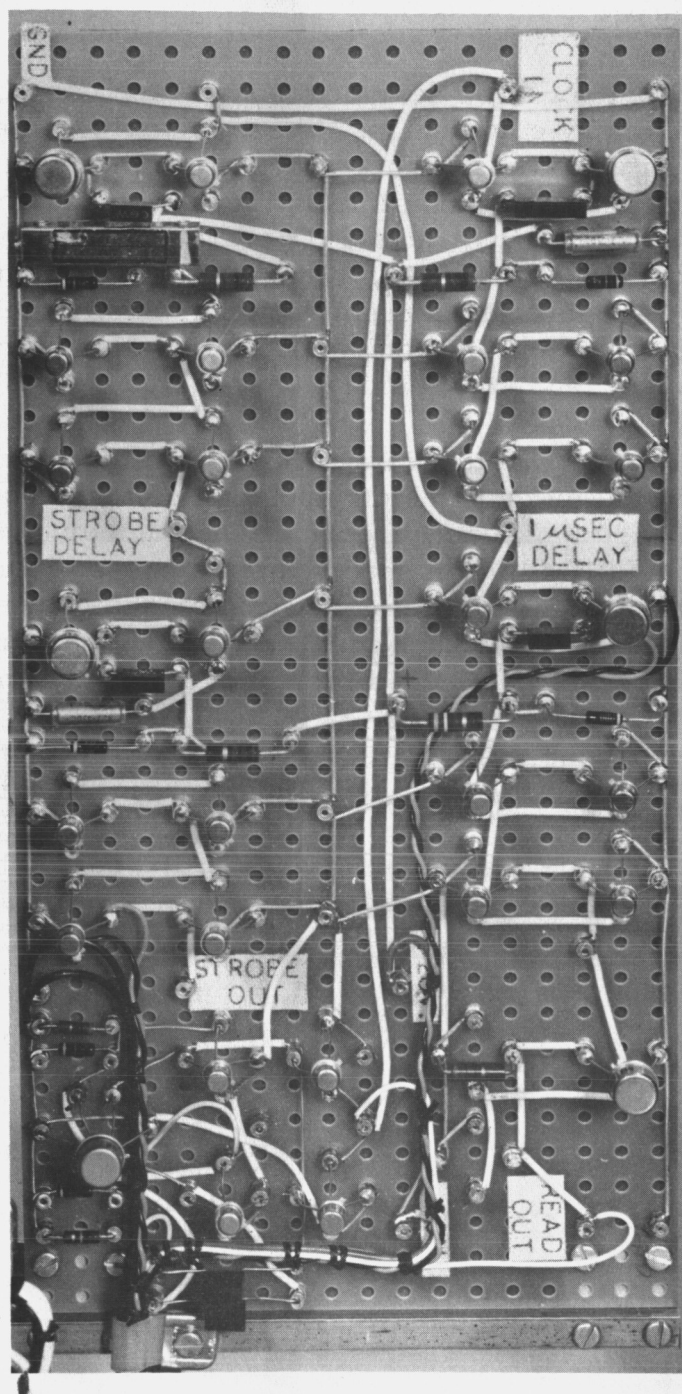 GND
CLOCK
IN
STROBE
DELAY
1 μSEC
DELAY
STROBE
OUT
READ
OUT
+